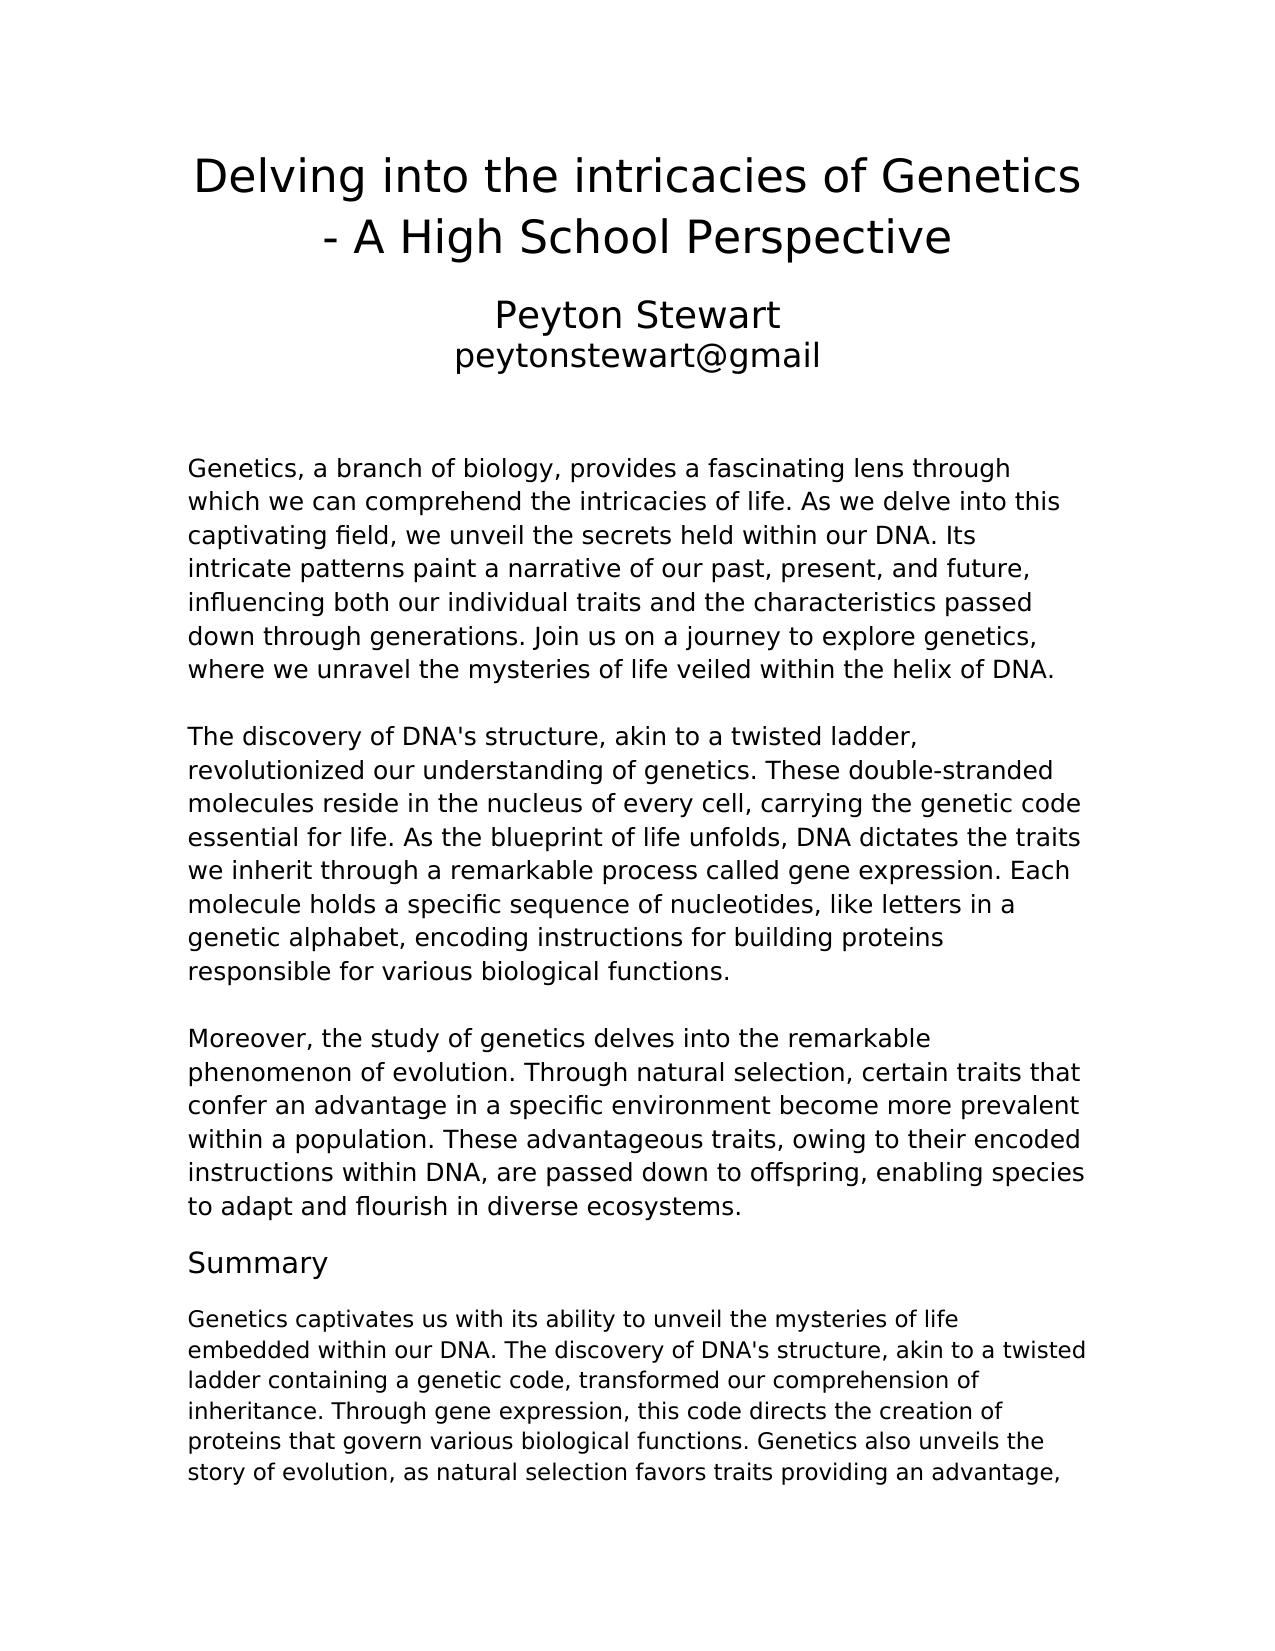 Delving into the intricacies of Genetics
- A High School Perspective
Peyton Stewart
peytonstewart@gmail
Genetics, a branch of biology, provides a fascinating lens through
which we can comprehend the intricacies of life. As we delve into this
captivating field, we unveil the secrets held within our DNA. Its
intricate patterns paint a narrative of our past, present, and future,
influencing both our individual traits and the characteristics passed
down through generations. Join us on a journey to explore genetics,
where we unravel the mysteries of life veiled within the helix of DNA.
The discovery of DNA's structure, akin to a twisted ladder,
revolutionized our understanding of genetics. These double-stranded
molecules reside in the nucleus of every cell, carrying the genetic code
essential for life. As the blueprint of life unfolds, DNA dictates the traits
we inherit through a remarkable process called gene expression. Each
molecule holds a specific sequence of nucleotides, like letters in a
genetic alphabet, encoding instructions for building proteins
responsible for various biological functions.
Moreover, the study of genetics delves into the remarkable
phenomenon of evolution. Through natural selection, certain traits that
confer an advantage in a specific environment become more prevalent
within a population. These advantageous traits, owing to their encoded
instructions within DNA, are passed down to offspring, enabling species
to adapt and flourish in diverse ecosystems.
Summary
Genetics captivates us with its ability to unveil the mysteries of life
embedded within our DNA. The discovery of DNA's structure, akin to a twisted
ladder containing a genetic code, transformed our comprehension of
inheritance. Through gene expression, this code directs the creation of
proteins that govern various biological functions. Genetics also unveils the
story of evolution, as natural selection favors traits providing an advantage,